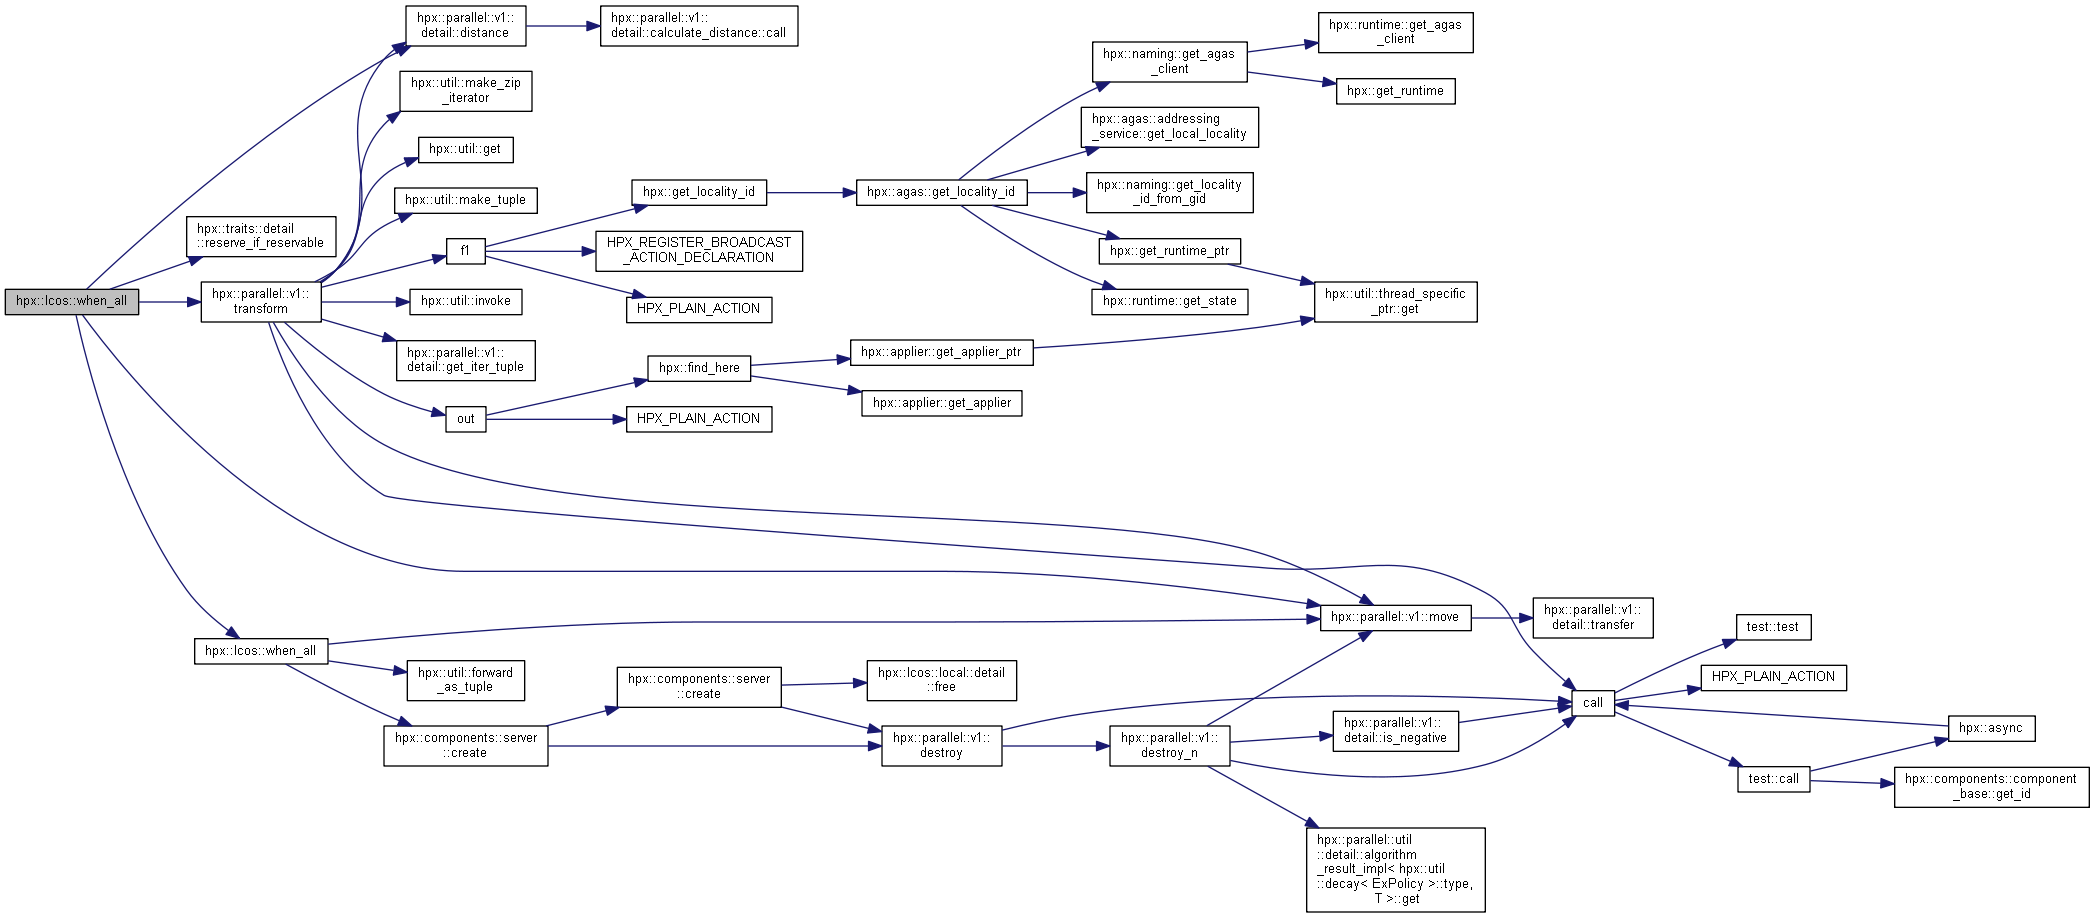 hpx::lcos::when_all
hpx::parallel::v1::
detail::distance
hpx::parallel::v1::
detail::calculate_distance::call
hpx::util::make_zip
_iterator
hpx::util::get
hpx::util::make_tuple
hpx::traits::detail
::reserve_if_reservable
hpx::parallel::v1::
transform
f1
hpx::util::invoke
hpx::parallel::v1::
detail::get_iter_tuple
out
hpx::get_locality_id
HPX_REGISTER_BROADCAST
_ACTION_DECLARATION
HPX_PLAIN_ACTION
hpx::find_here
HPX_PLAIN_ACTION
hpx::agas::get_locality_id
hpx::applier::get_applier_ptr
hpx::applier::get_applier
hpx::naming::get_agas
_client
hpx::agas::addressing
_service::get_local_locality
hpx::naming::get_locality
_id_from_gid
hpx::get_runtime_ptr
hpx::runtime::get_state
hpx::runtime::get_agas
_client
hpx::get_runtime
hpx::util::thread_specific
_ptr::get
hpx::lcos::when_all
hpx::util::forward
_as_tuple
hpx::components::server
::create
hpx::components::server
::create
hpx::lcos::local::detail
::free
hpx::parallel::v1::
destroy
hpx::parallel::v1::
destroy_n
hpx::parallel::v1::move
hpx::parallel::v1::
detail::transfer
hpx::parallel::v1::
detail::is_negative
hpx::parallel::util
::detail::algorithm
_result_impl< hpx::util
::decay< ExPolicy >::type,
T >::get
call
test::test
HPX_PLAIN_ACTION
test::call
hpx::async
hpx::components::component
_base::get_id